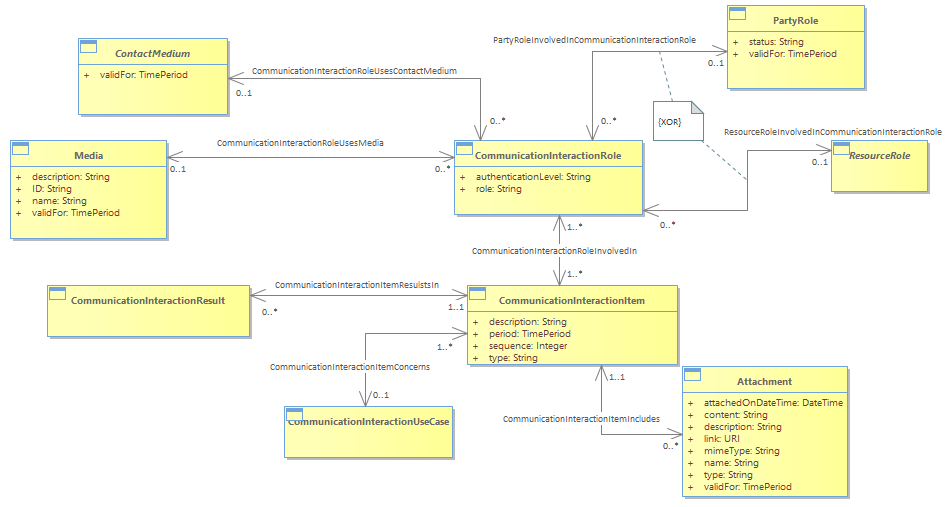 PartyRole
+ status: String
+ validFor: TimePeriod
PartyRoleInvolvedInCommunicationInteractionRole
0..1
0..*
ContactMedium
+ validFor: TimePeriod
CommunicationInteractionRoleUsesContactMedium
0..1
0..*
{XOR}
ResourceRoleInvolvedInCommunicationInteractionRole
ResourceRole
0..1
0..*
Media
+ description: String
+ ID: String
+ name: String
+ validFor: TimePeriod
CommunicationInteractionRoleUsesMedia
0..1
0..*
CommunicationInteractionRole
+ authenticationLevel: String
+ role: String
1..*
CommunicationInteractionRoleInvolvedIn
1..*
CommunicationInteractionResult
CommunicationInteractionItemResuistsIn
0..*
1..1
CommunicationInteractionItem
+ description: String
+ period: TimePeriod
+ sequence: Integer
+ type: String
1..*
CommunicationInteractionItemConcerns
0..1
CommunicationInteractionUseCase
1..1
CommunicationInteractionItemIncludes
0..*
Attachment
+ attachedOnDateTime: DateTime
+ content: String
+ description: String
+ link: URI
+ mimeType: String
+ name: String
+ type: String
+ validFor: TimePeriod